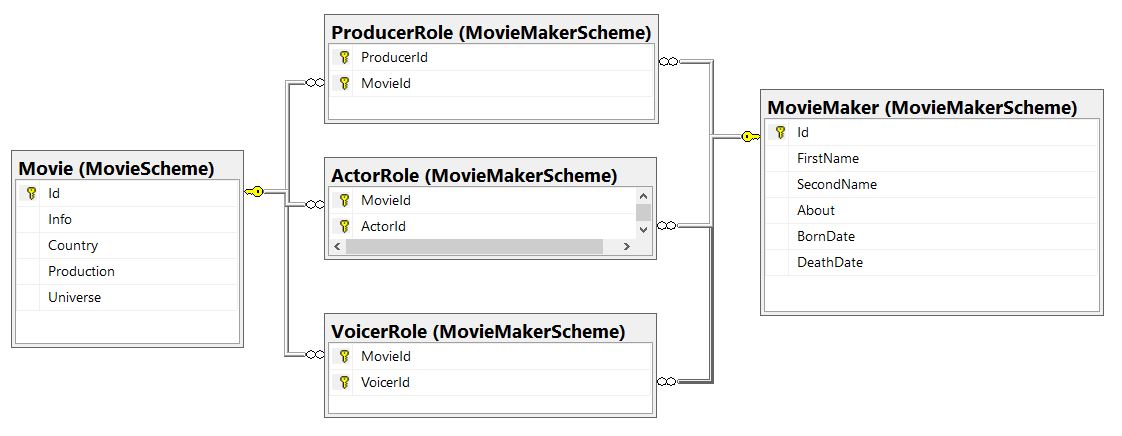 ProducerRole (MovieMakerScheme)
ProducerId
MovieId
MovieMaker (MovieMakerScheme)
Id
FirstName
SecondName
About
BornDate
DeathDate
Movie (MovieScheme)
Id
Info
Country
Production
Universe
ActorRole (MovieMakerScheme)
MovieId
ActorId
VoicerRole (MovieMakerScheme)
MovieId
VoicerId